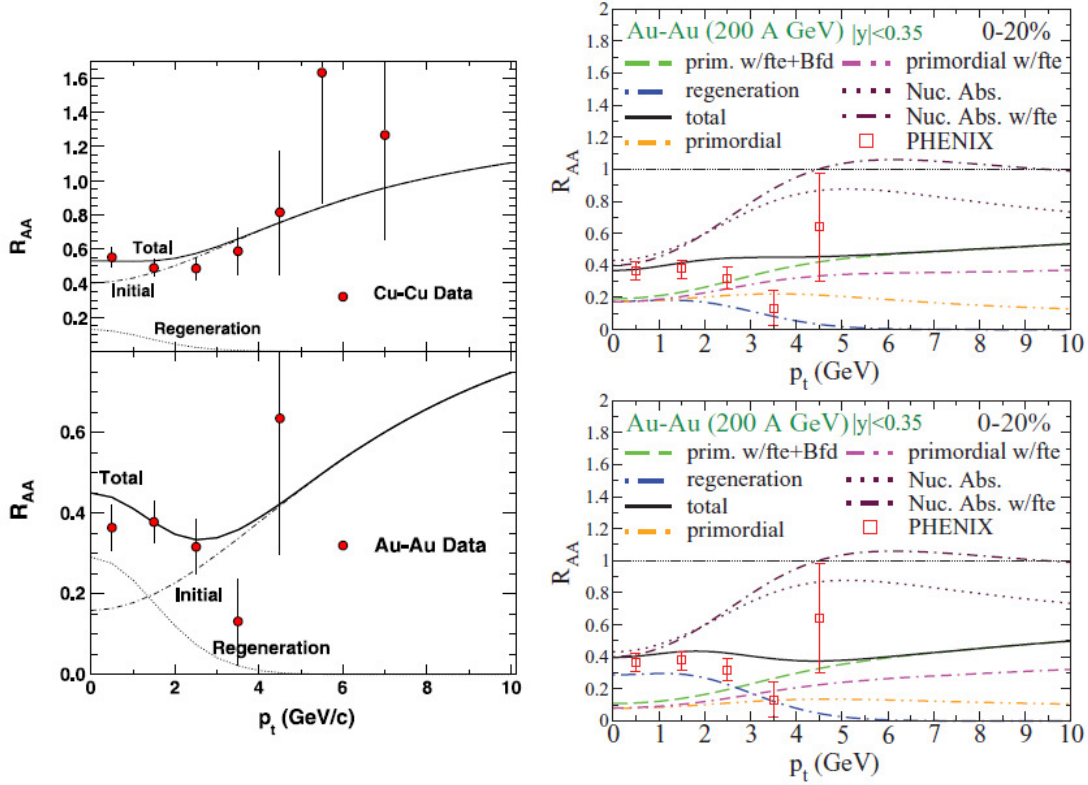 1.6
1.4
1.2
1.0
0.8
0.6
0.4
0.2
R_AA
Total
Initial
Cu-Cu Data
Regeneration
0.6
0.4
0.2
0.0
R_AA
Total
Au-Au Data
Initial
Regeneration
0 2 4 6 8 10
p_t (GeV/c)
Au-Au (200 A GeV) |y|<0.35 0-20%
prim. w/fte+Bfd
regeneration
total
primordial
primordial w/fte
Nuc. Abs.
Nuc. Abs. w/fte
PHENIX
2
1.8
1.6
1.4
1.2
1
0.8
0.6
0.4
0.2
0
R_AA
0 1 2 3 4 5 6 7 8 9 10
p_t (GeV)
Au-Au (200 A GeV) |y|<0.35 0-20%
prim. w/fte+Bfd
regeneration
total
primordial
primordial w/fte
Nuc. Abs.
Nuc. Abs. w/fte
PHENIX
2
1.8
1.6
1.4
1.2
1
0.8
0.6
0.4
0.2
0
R_AA
0 1 2 3 4 5 6 7 8 9 10
p_t (GeV)